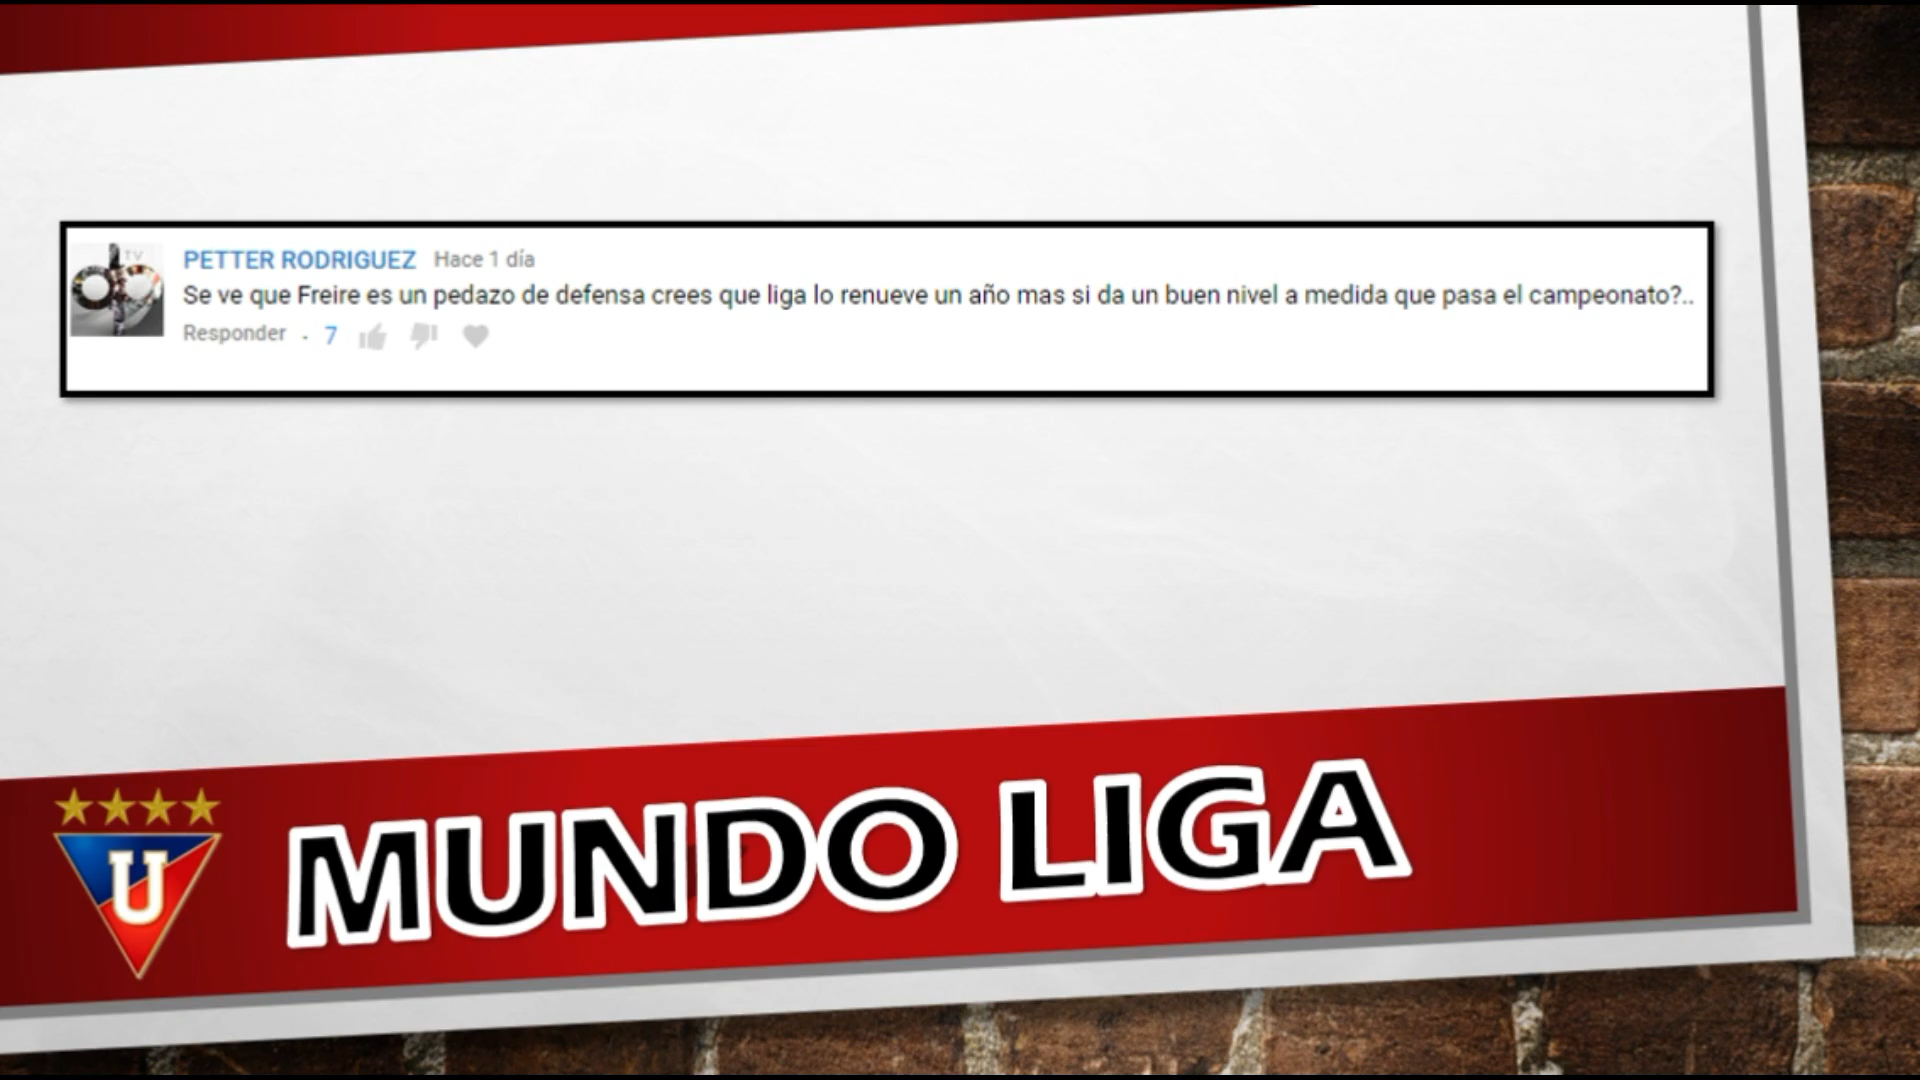 PETTER RODRIGUEZ Hace 1 día
Se ve que Freire es un pedazo de defensa crees que liga lo renueve un año mas si da un buen nivel a medida que pasa el campeonato?..
Responder · 7
U
MUNDO LIGA